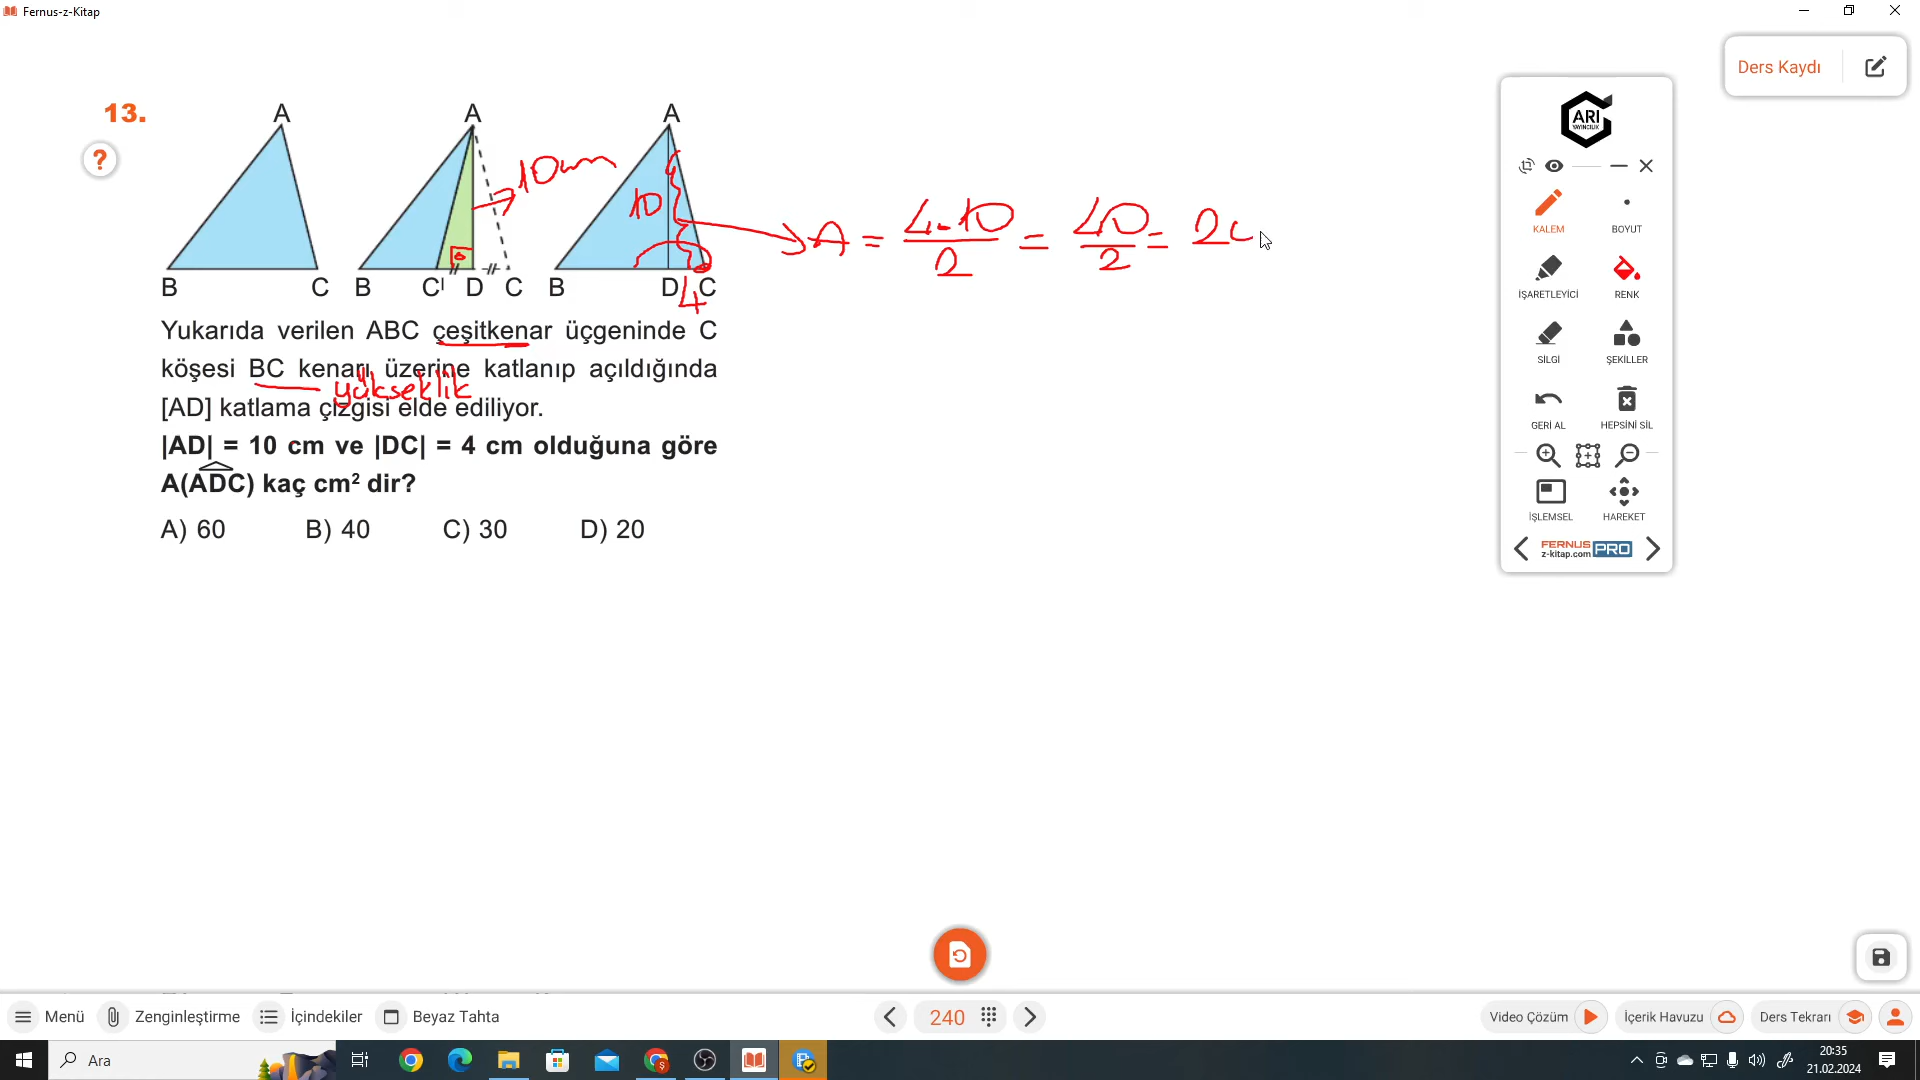 Fernus-z-Kitap
Ders Kaydı
13.
?
A A A
10cm
10
B C B C' D C B D C
4
A = 4.10 / 2 = 40 / 2 =
Yukarıda verilen ABC çeşitkenar üçgeninde C
köşesi BC kenarı üzerine katlanıp açıldığında
yükseklik
[AD] katlama çizgisi elde ediliyor.
|AD| = 10 cm ve |DC| = 4 cm olduğuna göre
A(ADC) kaç cm² dir?
A) 60 B) 40 C) 30 D) 20
ARI
YAYINCILIK
KALEM BOYUT
İŞARETLEYİCİ RENK
SİLGİ ŞEKİLLER
GERİ AL HEPSİNİ SİL
İŞLEMSEL HAREKET
FERNUS
z-kitap.com PRO
Menü Zenginleştirme İçindekiler Beyaz Tahta 240 Video Çözüm İçerik Havuzu Ders Tekrarı
Ara
20:35
21.02.2024